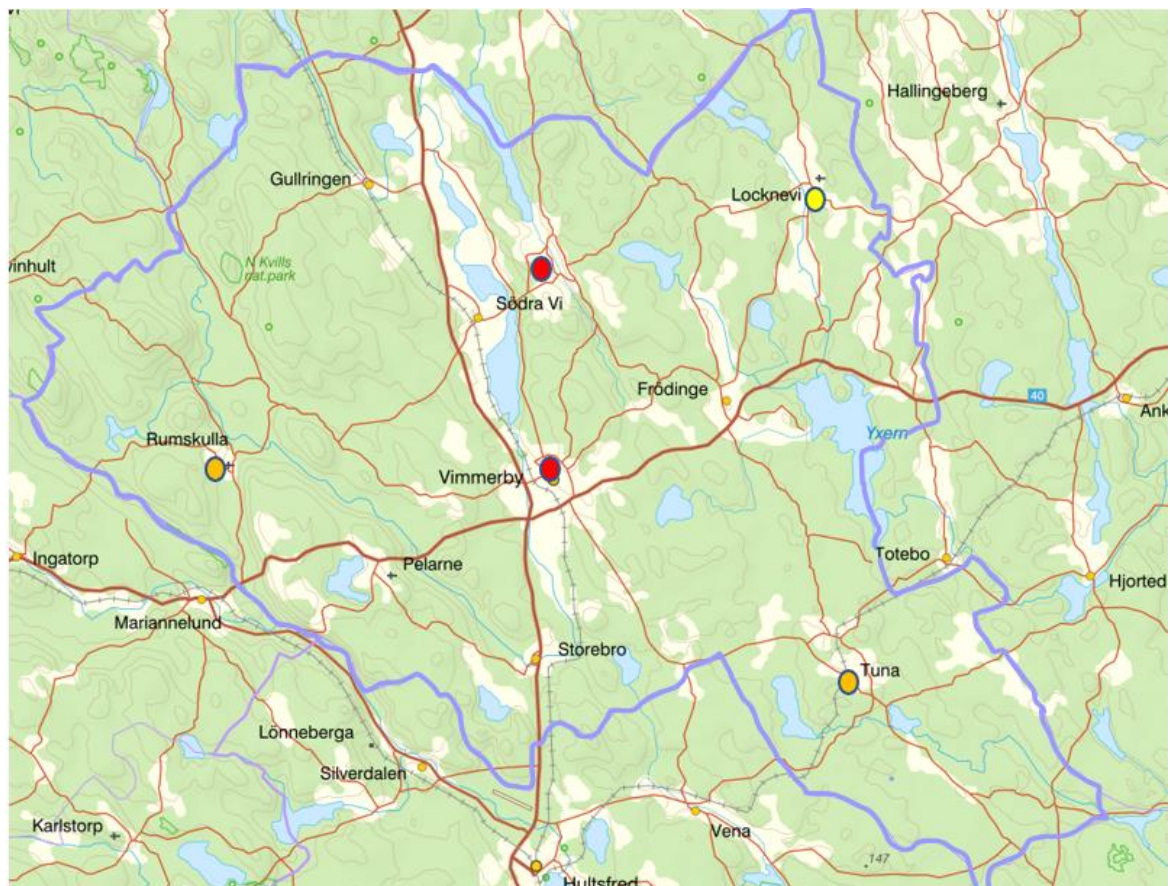 Hallingeberg
Gullringen
Locknevi
N Kvills
nat.park
vinhult
Södra Vi
Frödinge
40
Ank
Yxern
Rumskulla
Vimmerby
Totebo
Ingatorp
Pelarne
Hjorted
Mariannelund
Storebro
Tuna
Lönneberga
Silverdalen
Karlstorp
Vena
147
Hultsfred